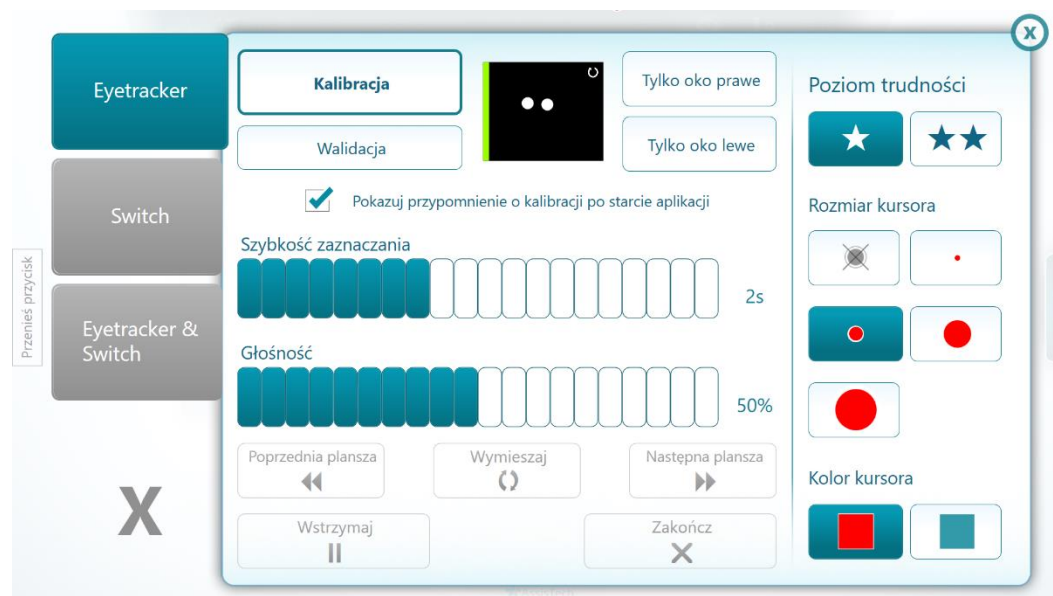 X
Eyetracker
Switch
Eyetracker &
Switch
Przenieś przycisk
X
Kalibracja
Walidacja
Tylko oko prawe
Tylko oko lewe
Pokazuj przypomnienie o kalibracji po starcie aplikacji
Szybkość zaznaczania
2s
Głośność
50%
Poprzednia plansza
Wymieszaj
Następna plansza
Wstrzymaj
Zakończ
Poziom trudności
Rozmiar kursora
Kolor kursora